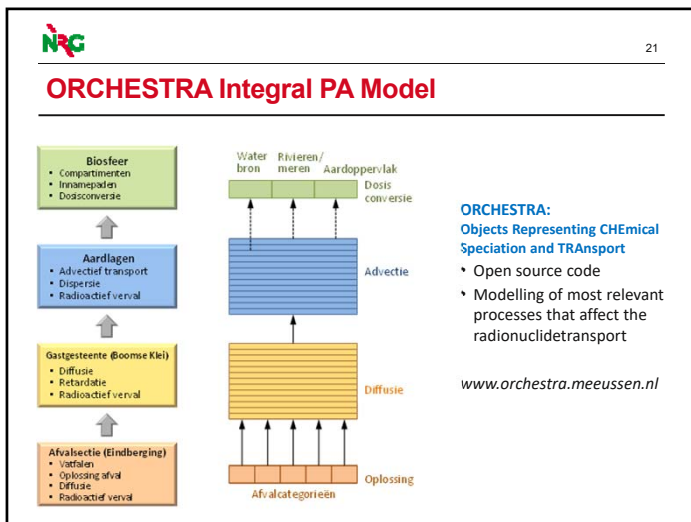 NRG
21
ORCHESTRA Integral PA Model
Biosfeer
• Compartimenten
• Innamepaden
• Dosisconversie
Aardlagen
• Advectief transport
• Dispersie
• Radioactief verval
Gastgesteente (Boomse Klei)
• Diffusie
• Retardatie
• Radioactief verval
Afvalsectie (Eindberging)
• Vatfalen
• Oplossing afval
• Diffusie
• Radioactief verval
Water
bron
Rivieren/
meren
Aardoppervlak
Dosis
conversie
Advectie
Diffusie
Oplossing
Afvalcategorieën
ORCHESTRA:
Objects Representing CHEmical
Speciation and TRAnsport
Open source code
Modelling of most relevant
processes that affect the
radionuclidetransport
www.orchestra.meeussen.nl